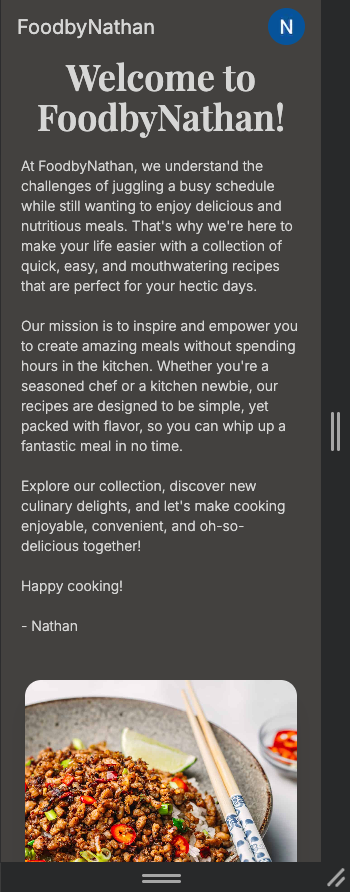 FoodbyNathan
N
Welcome to
FoodbyNathan!
At FoodbyNathan, we understand the
challenges of juggling a busy schedule
while still wanting to enjoy delicious and
nutritious meals. That's why we're here to
make your life easier with a collection of
quick, easy, and mouthwatering recipes
that are perfect for your hectic days.
Our mission is to inspire and empower you
to create amazing meals without spending
hours in the kitchen. Whether you're a
seasoned chef or a kitchen newbie, our
recipes are designed to be simple, yet
packed with flavor, so you can whip up a
fantastic meal in no time.
Explore our collection, discover new
culinary delights, and let's make cooking
enjoyable, convenient, and oh-so-
delicious together!
Happy cooking!
- Nathan